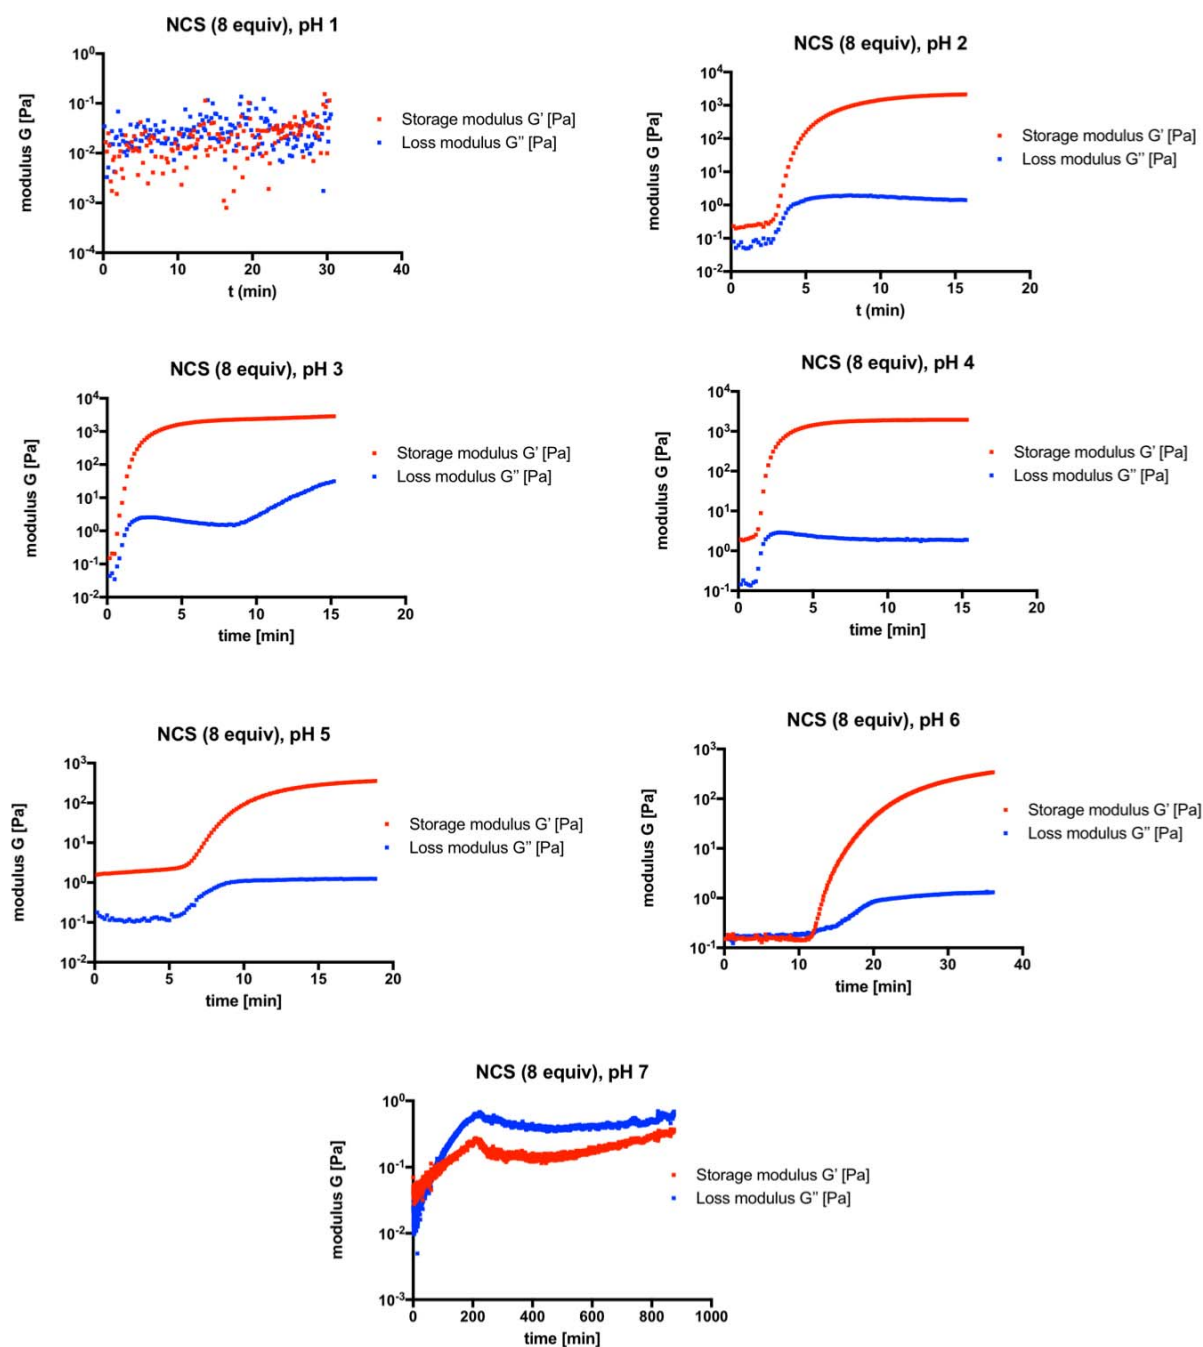 NCS (8 equiv), pH 1
modulus G [Pa]
10⁰
10⁻¹
10⁻²
10⁻³
10⁻⁴
0 10 20 30 40
t (min)
Storage modulus G' [Pa]
Loss modulus G'' [Pa]
NCS (8 equiv), pH 2
modulus G [Pa]
10⁴
10³
10²
10¹
10⁰
10⁻¹
10⁻²
0 5 10 15 20
t (min)
Storage modulus G' [Pa]
Loss modulus G'' [Pa]
NCS (8 equiv), pH 3
modulus G [Pa]
10⁴
10³
10²
10¹
10⁰
10⁻¹
10⁻²
0 5 10 15 20
time [min]
Storage modulus G' [Pa]
Loss modulus G'' [Pa]
NCS (8 equiv), pH 4
modulus G [Pa]
10⁴
10³
10²
10¹
10⁰
10⁻¹
0 5 10 15 20
time [min]
Storage modulus G' [Pa]
Loss modulus G'' [Pa]
NCS (8 equiv), pH 5
modulus G [Pa]
10³
10²
10¹
10⁰
10⁻¹
10⁻²
0 5 10 15 20
time [min]
Storage modulus G' [Pa]
Loss modulus G'' [Pa]
NCS (8 equiv), pH 6
modulus G [Pa]
10³
10²
10¹
10⁰
10⁻¹
0 10 20 30 40
time [min]
Storage modulus G' [Pa]
Loss modulus G'' [Pa]
NCS (8 equiv), pH 7
modulus G [Pa]
10⁰
10⁻¹
10⁻²
10⁻³
0 200 400 600 800 1000
time [min]
Storage modulus G' [Pa]
Loss modulus G'' [Pa]